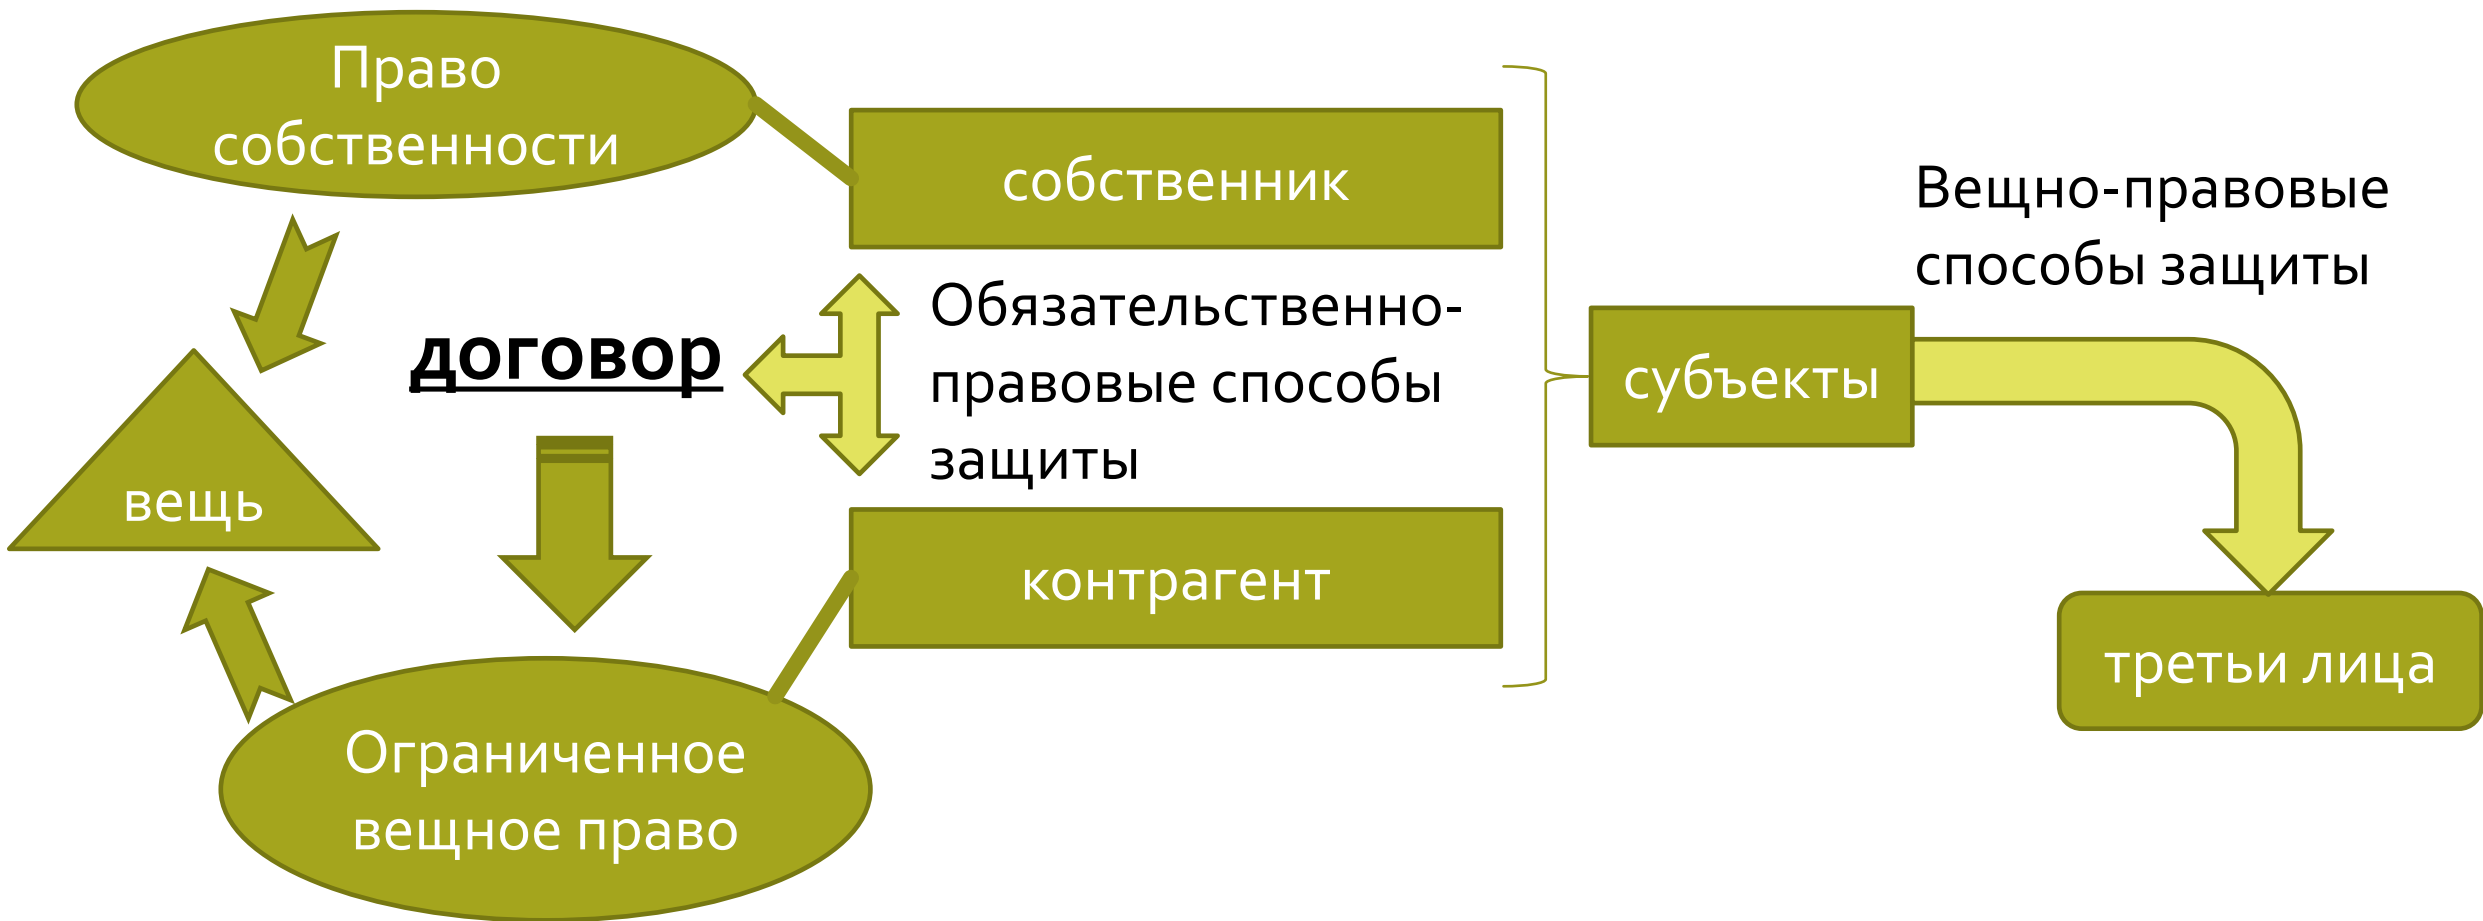 Право
собственности
собственник
Вещно-правовые
способы защиты
Обязательственно-
правовые способы
защиты
договор
субъекты
вещь
контрагент
третьи лица
Ограниченное
вещное право